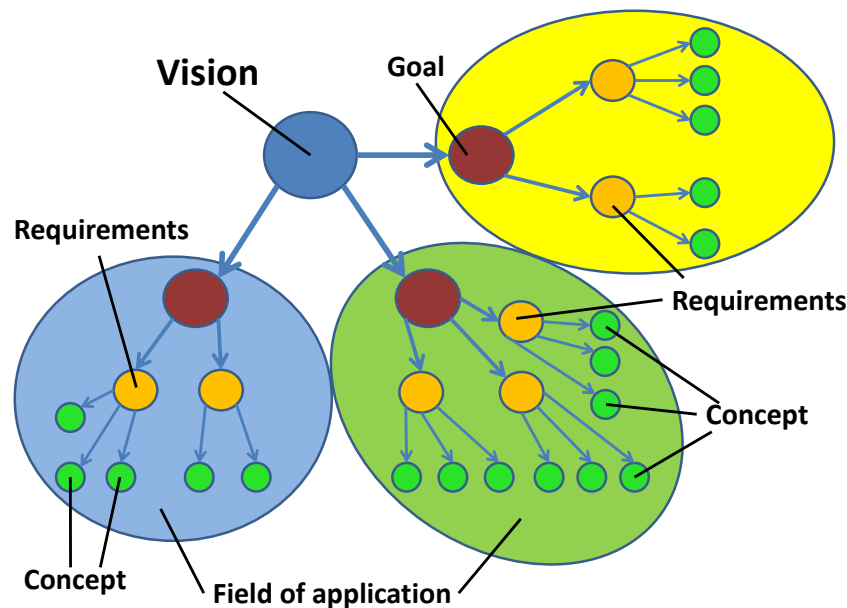 Vision
Goal
Requirements
Requirements
Concept
Concept
Field of application